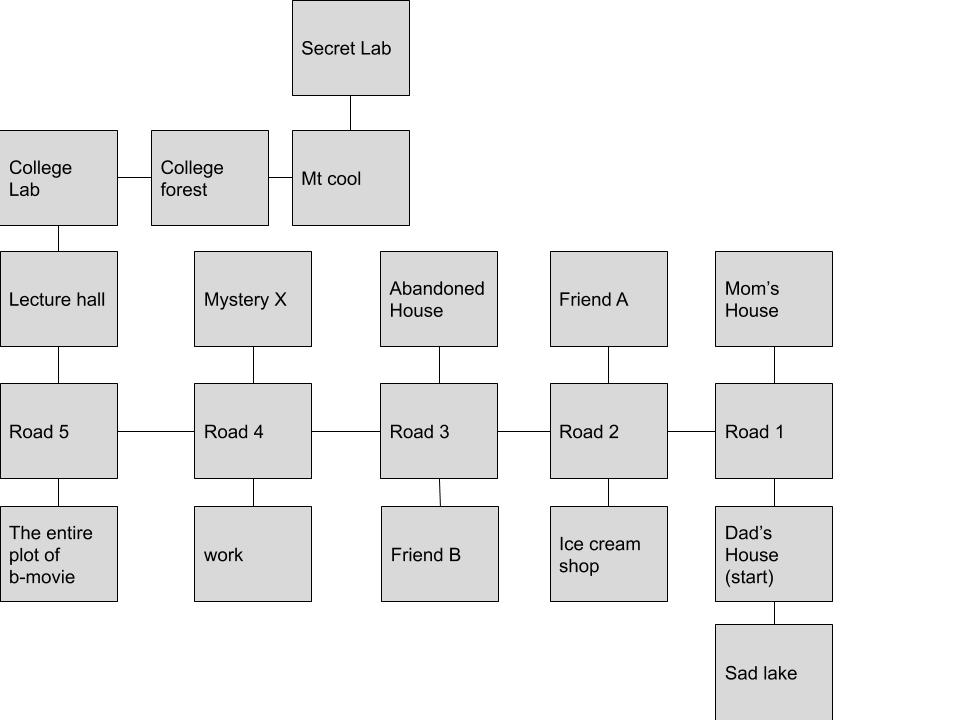 Secret Lab
College
Lab
College
forest
Mt cool
Lecture hall
Mystery X
Abandoned
House
Friend A
Mom’s
House
Road 5
Road 4
Road 3
Road 2
Road 1
The entire
plot of
b-movie
work
Friend B
Ice cream
shop
Dad’s
House
(start)
Sad lake